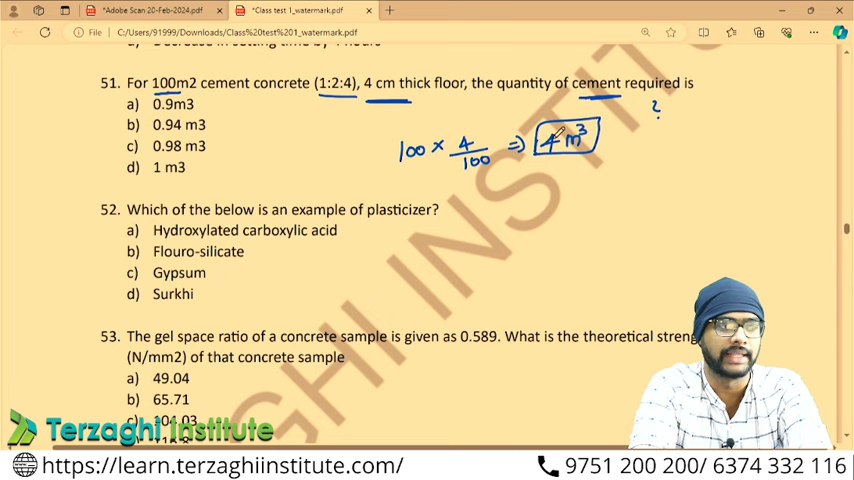 *Adobe Scan 20-Feb-2024.pdf
*Class test 1_watermark.pdf
File
C:/Users/91999/Downloads/Class%20test%201_watermark.pdf
51. For 100m2 cement concrete (1:2:4), 4 cm thick floor, the quantity of cement required is
?
a) 0.9m3
b) 0.94 m3
c) 0.98 m3
d) 1 m3
100 × 4/100 => 4 m³
52. Which of the below is an example of plasticizer?
a) Hydroxylated carboxylic acid
b) Flouro-silicate
c) Gypsum
d) Surkhi
53. The gel space ratio of a concrete sample is given as 0.589. What is the theoretical
(N/mm2) of that concrete sample
a) 49.04
b) 65.71
c) 104.03
Terzaghi Institute
https://learn.terzaghiinstitute.com/
9751 200 200/ 6374 332 116